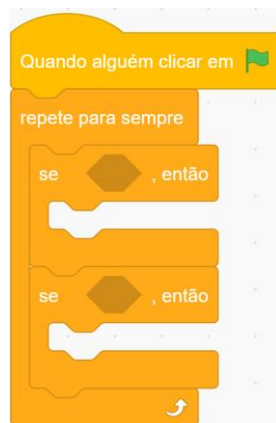 Quando alguém clicar em
repete para sempre
se , então
se , então